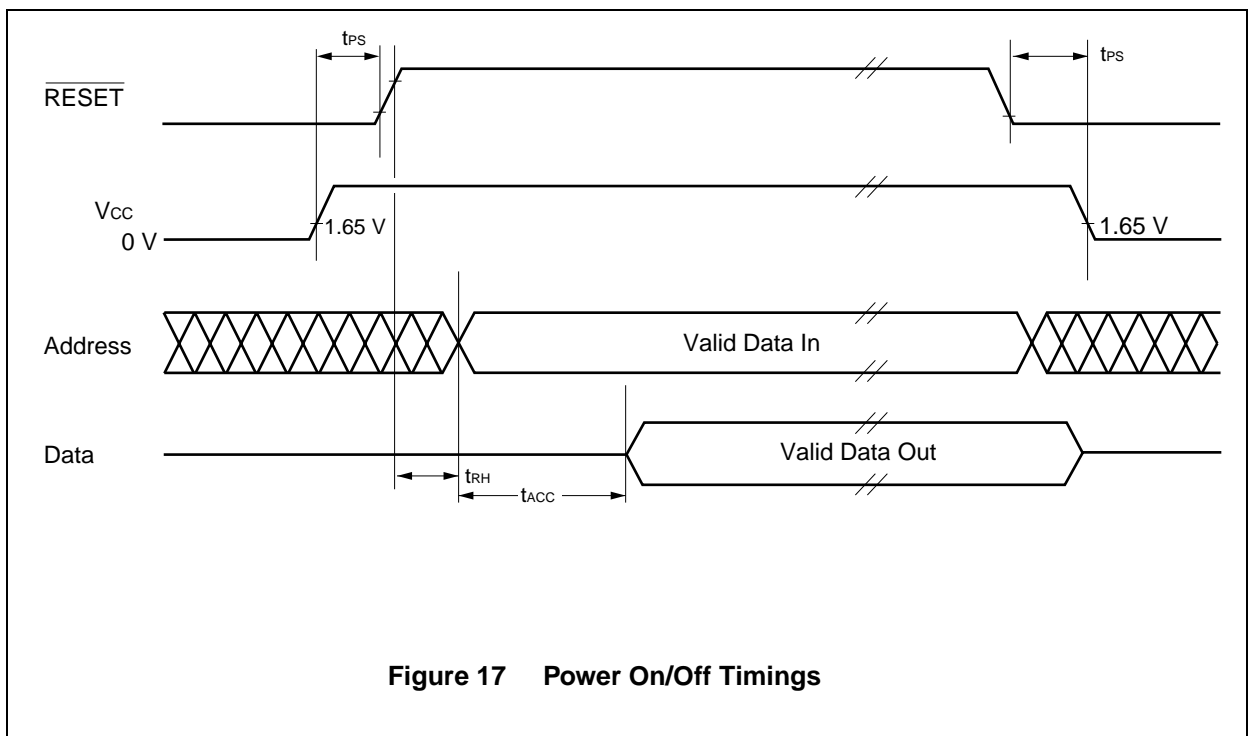 tPS
tPS
RESET
VCC
1.65 V
1.65 V
0 V
Address
Valid Data In
Data
Valid Data Out
tRH
tACC
Figure 17 Power On/Off Timings